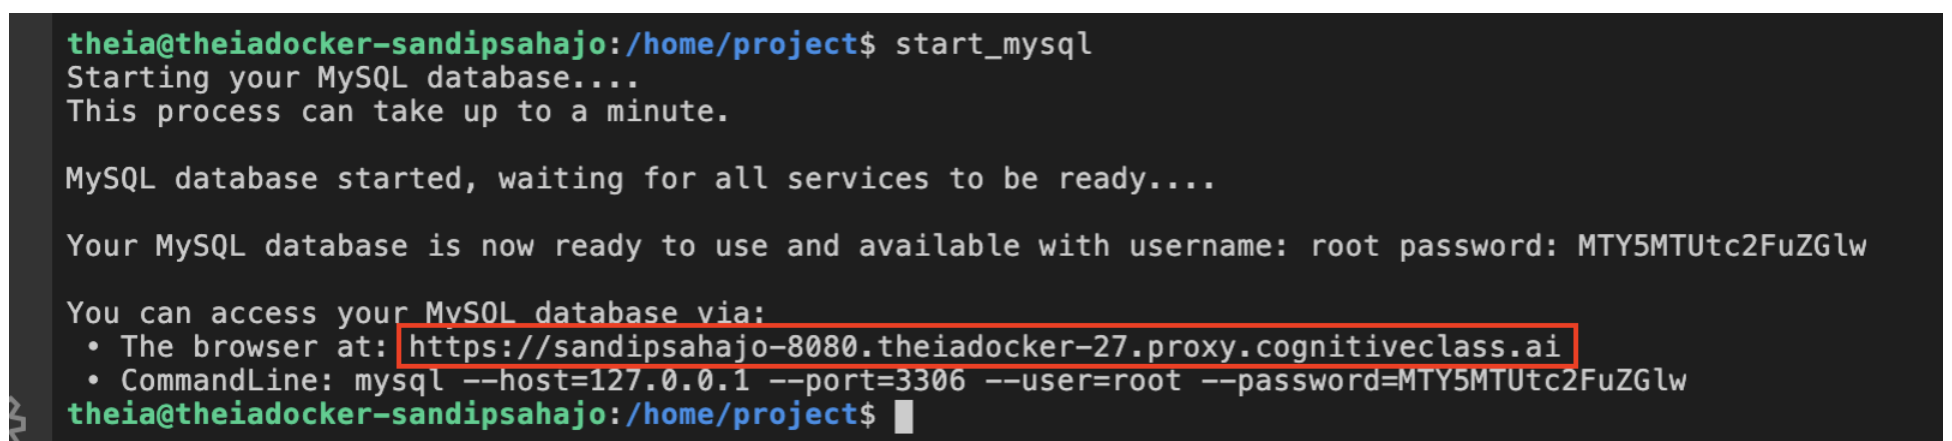 theia@theiadocker-sandipsahajo:/home/project$ start_mysql
Starting your MySQL database....
This process can take up to a minute.
MySQL database started, waiting for all services to be ready....
Your MySQL database is now ready to use and available with username: root password: MTY5MTUtc2FuZGlw
You can access your MySQL database via:
• The browser at: https://sandipsahajo-8080.theiadocker-27.proxy.cognitiveclass.ai
• CommandLine: mysql --host=127.0.0.1 --port=3306 --user=root --password=MTY5MTUtc2FuZGlw
theia@theiadocker-sandipsahajo:/home/project$